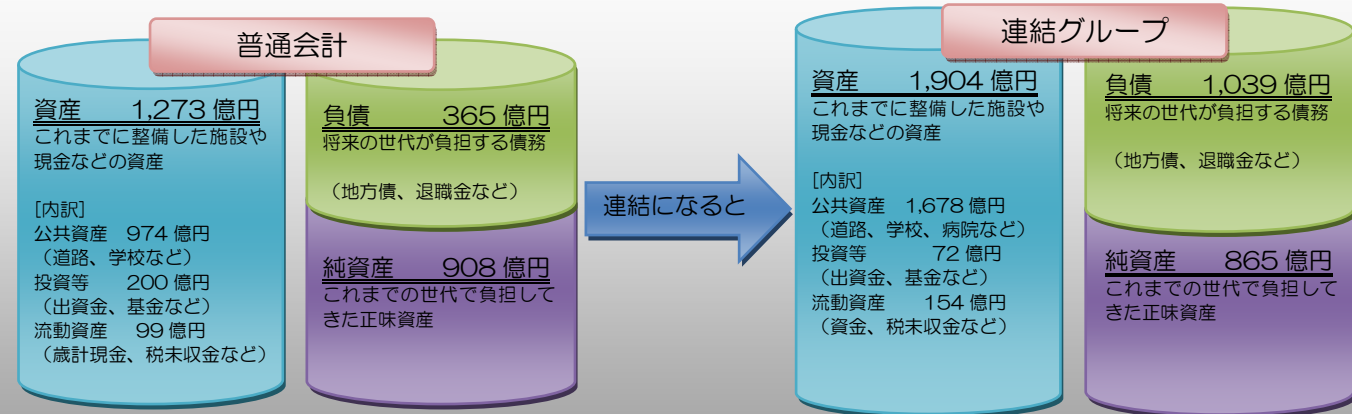 普通会計
資産 1,273 億円
これまでに整備した施設や
現金などの資産
[内訳]
公共資産 974 億円
（道路、学校など）
投資等 200 億円
（出資金、基金など）
流動資産 99 億円
（歳計現金、税未収金など）
負債 365 億円
将来の世代が負担する債務
（地方債、退職金など）
純資産 908 億円
これまでの世代で負担して
きた正味資産
連結になると
連結グループ
資産 1,904 億円
これまでに整備した施設や
現金などの資産
[内訳]
公共資産 1,678 億円
（道路、学校、病院など）
投資等 72 億円
（出資金、基金など）
流動資産 154 億円
（資金、税未収金など）
負債 1,039 億円
将来の世代が負担する債務
（地方債、退職金など）
純資産 865 億円
これまでの世代で負担して
きた正味資産